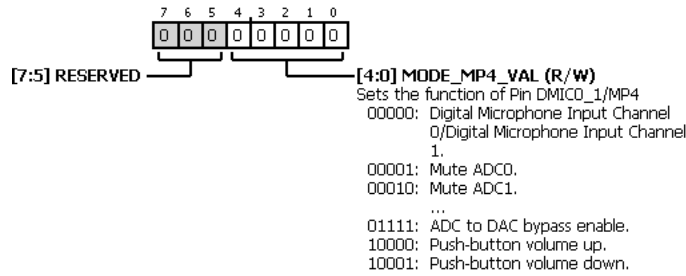 7 6 5 4 3 2 1 0
0 0 0 0 0 0 0 0
[7:5] RESERVED
[4:0] MODE_MP4_VAL (R/W)
Sets the function of Pin DMIC0_1/MP4
00000: Digital Microphone Input Channel
0/Digital Microphone Input Channel
1.
00001: Mute ADC0.
00010: Mute ADC1.
...
01111: ADC to DAC bypass enable.
10000: Push-button volume up.
10001: Push-button volume down.